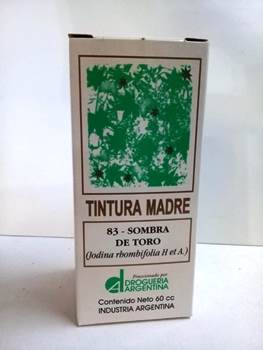 TINTURA MADRE
83 - SOMBRA
DE TORO
(Jodina rhombifolia H et A.)
Fraccionado por
DROGUERIA
ARGENTINA
Contenido Neto 60 cc
INDUSTRIA ARGENTINA